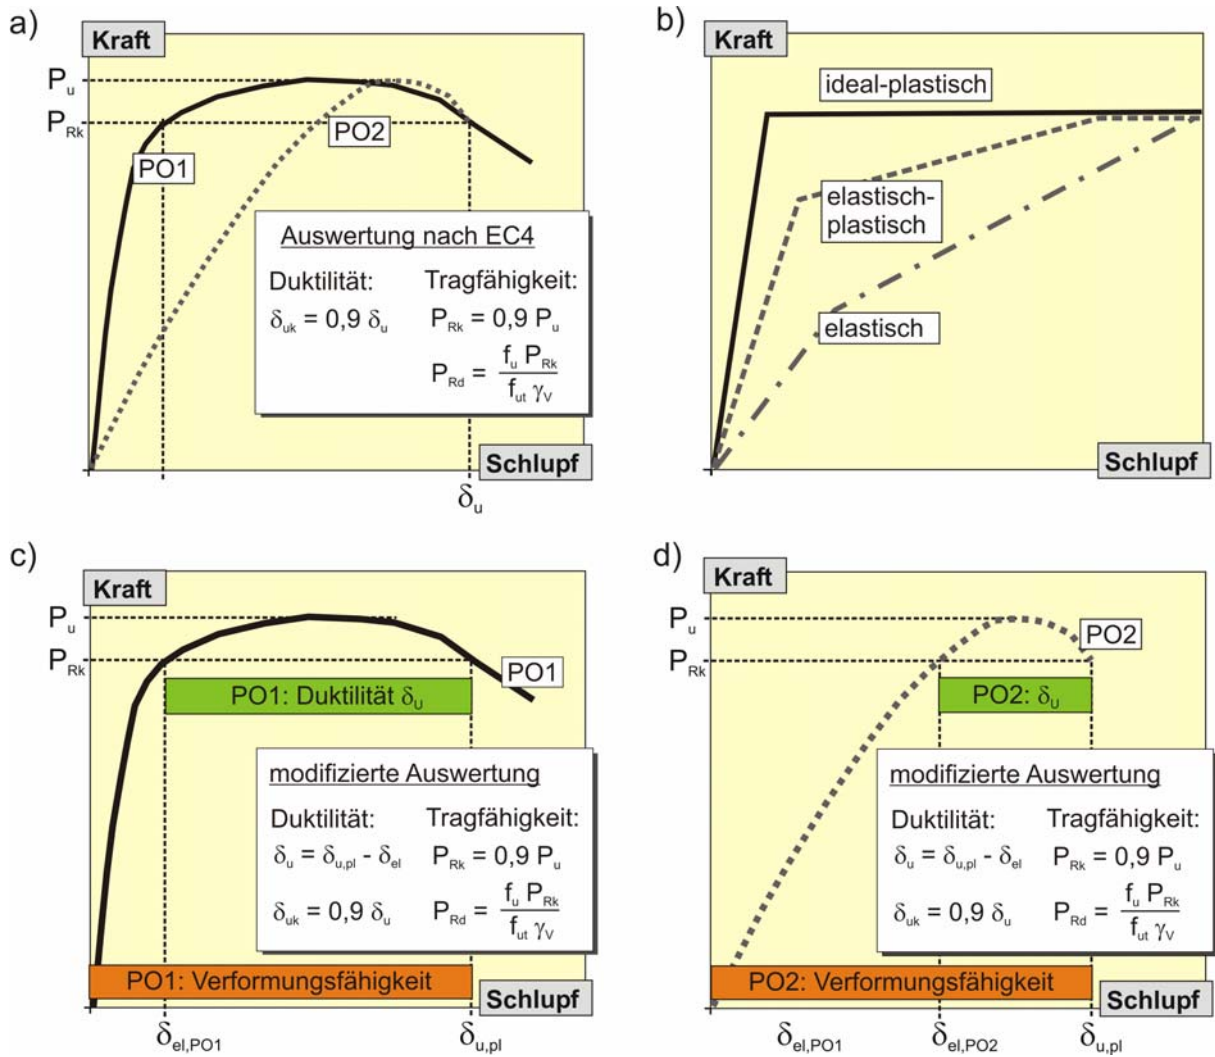 a)
Kraft
P_u
P_Rk
PO1
PO2
Auswertung nach EC4
Duktilität: Tragfähigkeit:
δ_uk = 0,9 δ_u P_Rk = 0,9 P_u
P_Rd = f_u P_Rk / f_ut γ_V
Schlupf
δ_u
b)
Kraft
ideal-plastisch
elastisch-
plastisch
elastisch
Schlupf
c)
Kraft
P_u
P_Rk
PO1
PO1: Duktilität δ_U
modifizierte Auswertung
Duktilität: Tragfähigkeit:
δ_u = δ_u,pl - δ_el P_Rk = 0,9 P_u
δ_uk = 0,9 δ_u P_Rd = f_u P_Rk / f_ut γ_V
PO1: Verformungsfähigkeit
Schlupf
δ_el,PO1 δ_u,pl
d)
Kraft
P_u
P_Rk
PO2
PO2: δ_U
modifizierte Auswertung
Duktilität: Tragfähigkeit:
δ_u = δ_u,pl - δ_el P_Rk = 0,9 P_u
δ_uk = 0,9 δ_u P_Rd = f_u P_Rk / f_ut γ_V
PO2: Verformungsfähigkeit
Schlupf
δ_el,PO1 δ_el,PO2 δ_u,pl